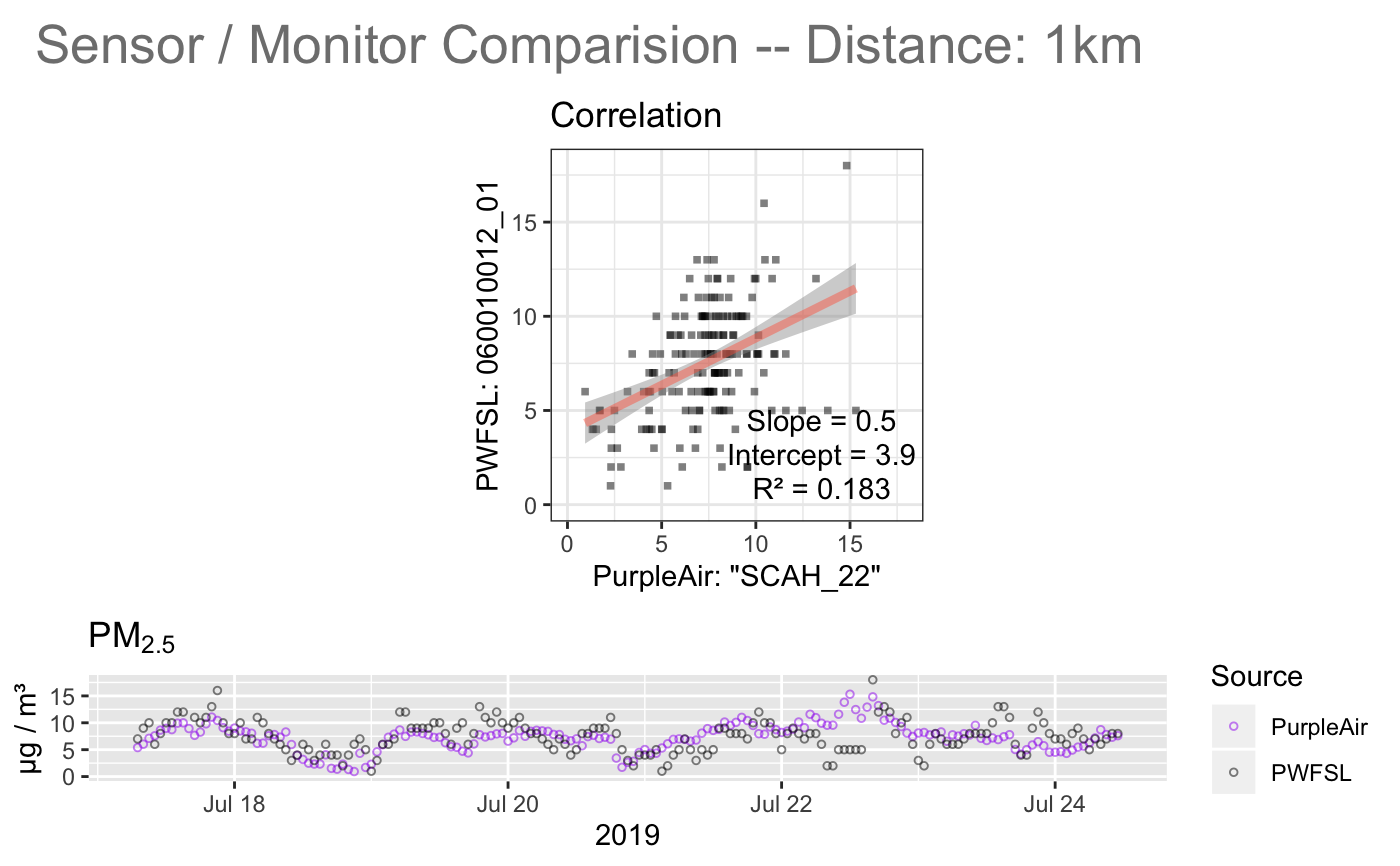 Sensor / Monitor Comparision -- Distance: 1km
Correlation
PWFSL: 060010012_01
15
10
5
0
Slope = 0.5
Intercept = 3.9
R² = 0.183
0 5 10 15
PurpleAir: "SCAH_22"
PM2.5
µg / m³
15
10
5
0
Jul 18 Jul 20 Jul 22 Jul 24
2019
Source
PurpleAir
PWFSL